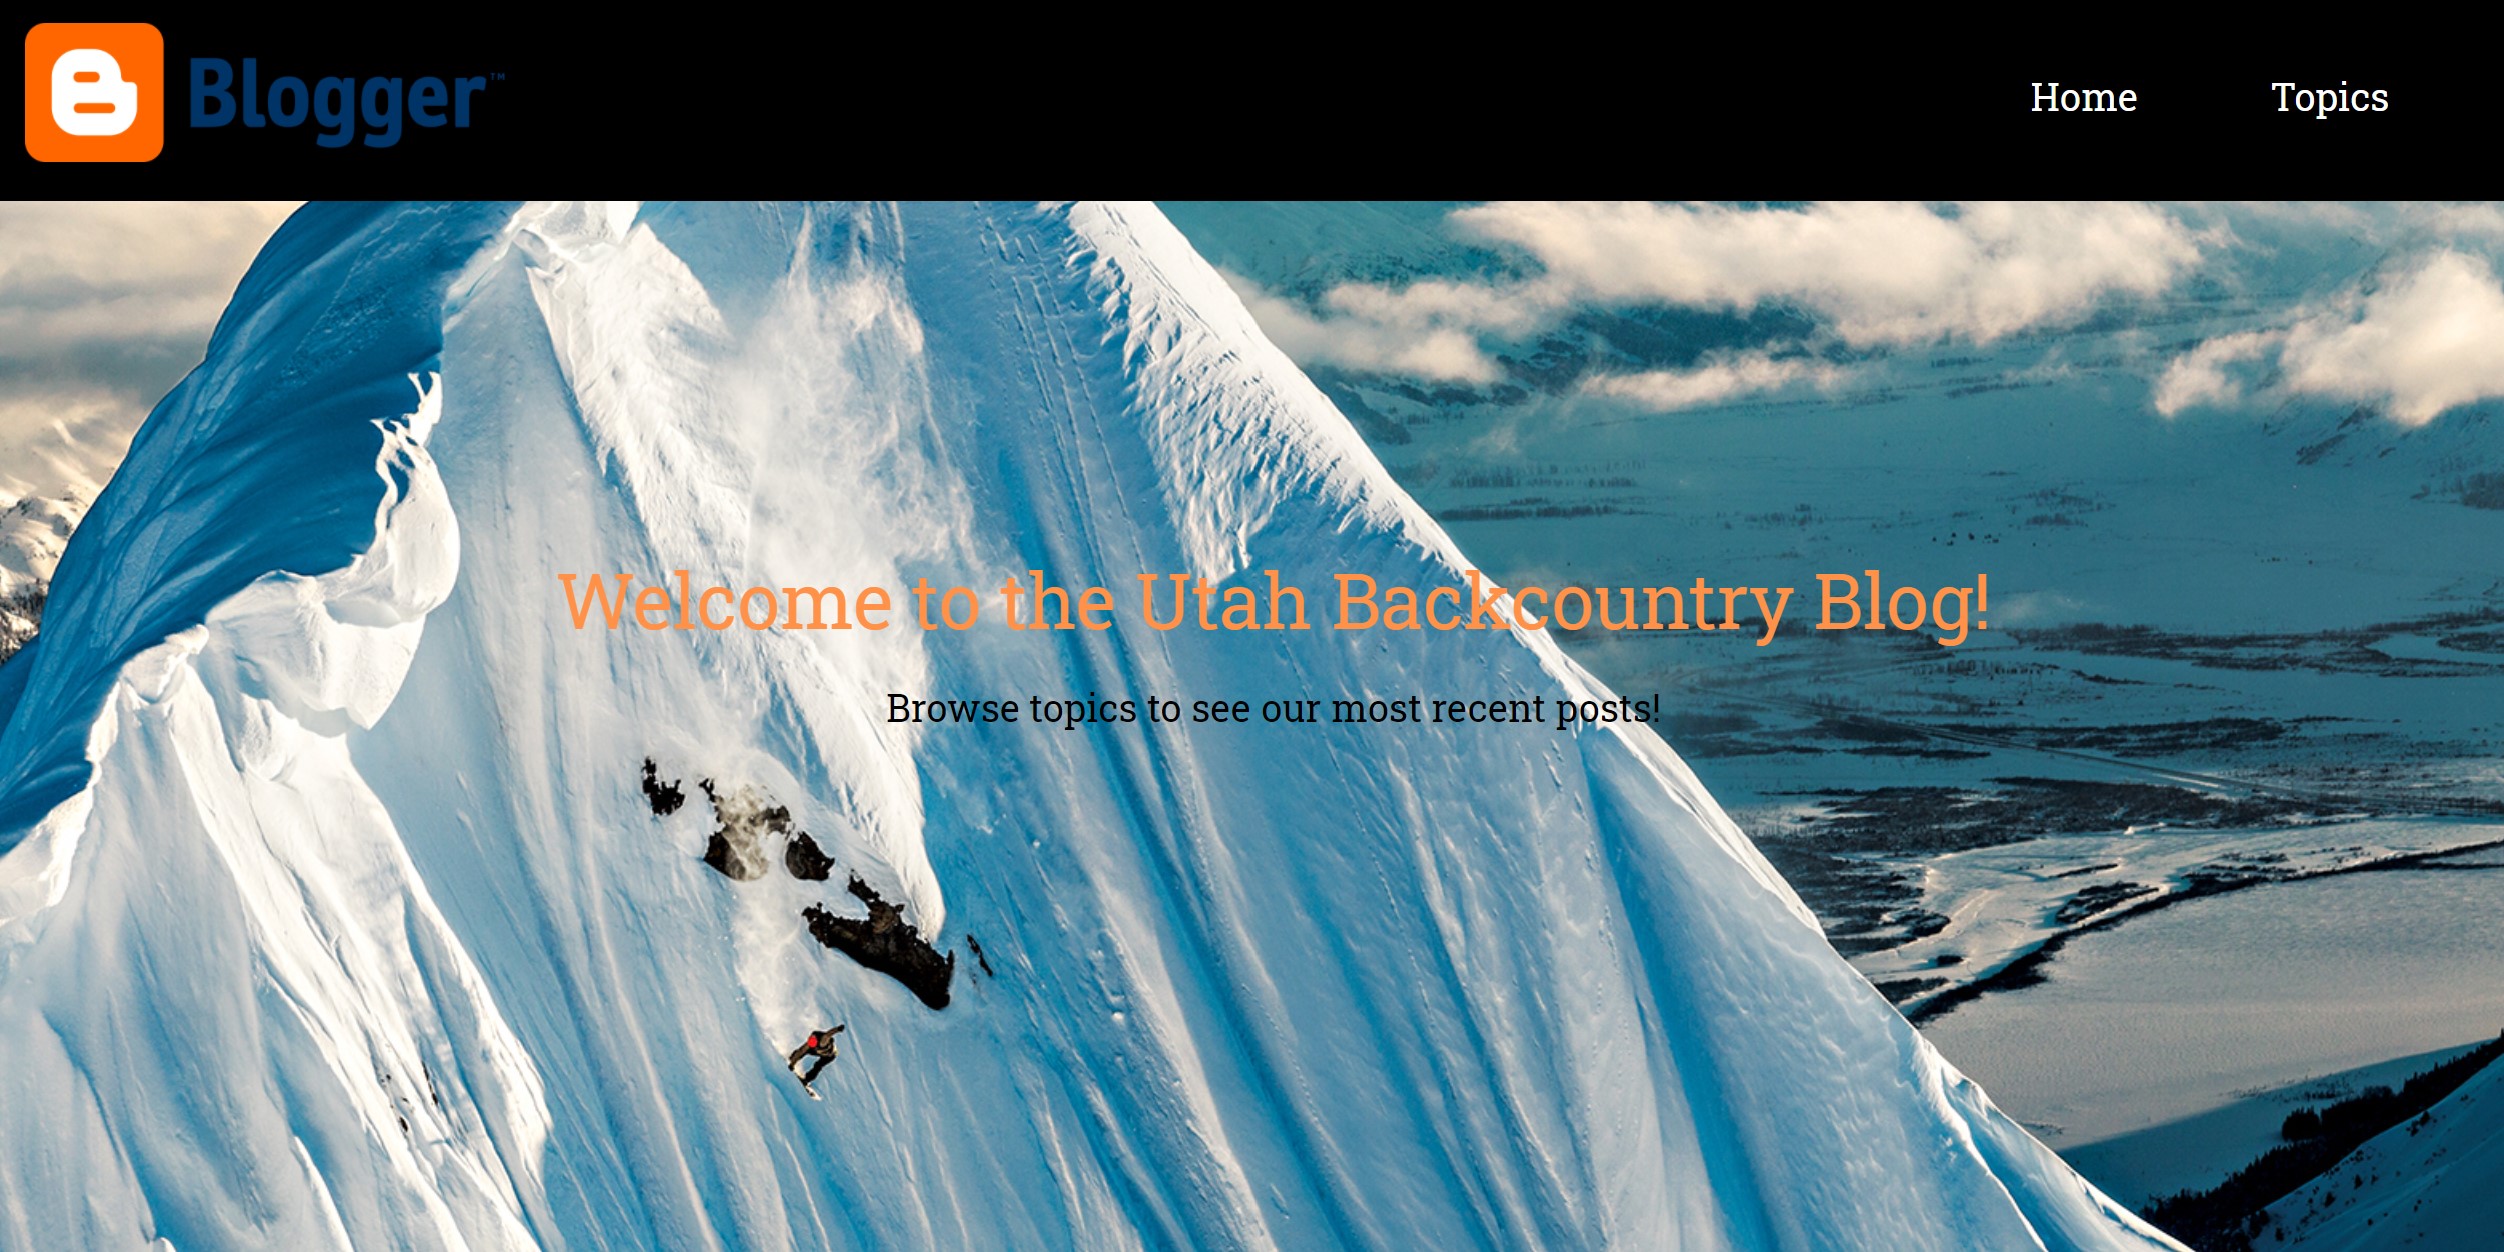 Blogger™
Home
Topics
Welcome to the Utah Backcountry Blog!
Browse topics to see our most recent posts!